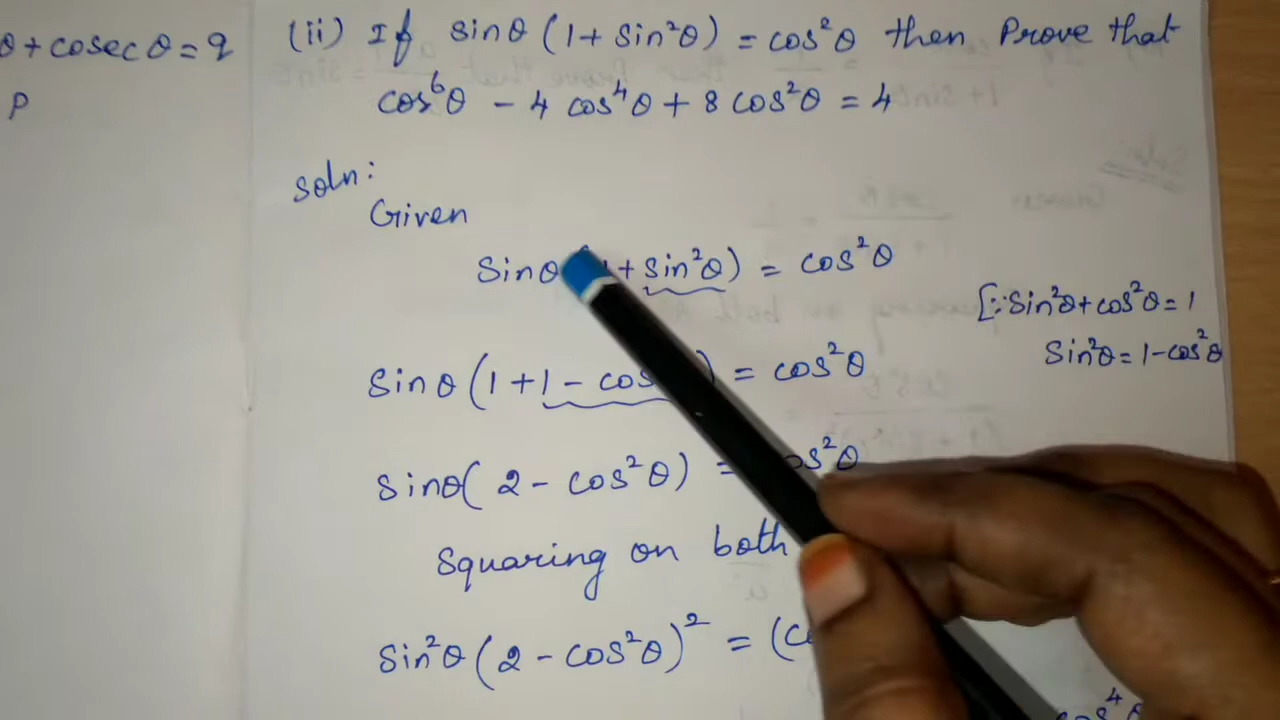 θ + cosec θ = q
P
(ii) If sinθ (1 + sin²θ) = cos²θ then Prove that
cos⁶θ - 4 cos⁴θ + 8 cos²θ = 4
Soln:
Given
Sinθ + sin²θ) = cos²θ
[∵ Sin²θ + cos²θ = 1
Sin²θ = 1 - cos²θ
Sinθ (1 + 1 - cos ) = cos²θ
Sinθ( 2 - cos²θ) = cos²θ
Squaring on both
Sin²θ (2 - cos²θ)² = (c
cos⁴θ